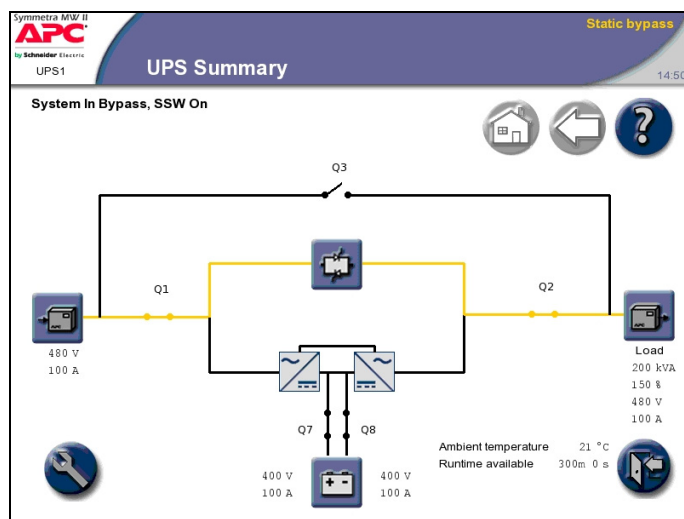 Symmetra MW II
APC
by Schneider Electric
UPS1
UPS Summary
Static bypass
14:50
System In Bypass, SSW On
?
Q3
Q1
Q2
APC
APC
480 V
100 A
Load
200 kVA
150 %
480 V
100 A
Q7
Q8
Ambient temperature 21 °C
Runtime available 300m 0 s
400 V
100 A
400 V
100 A